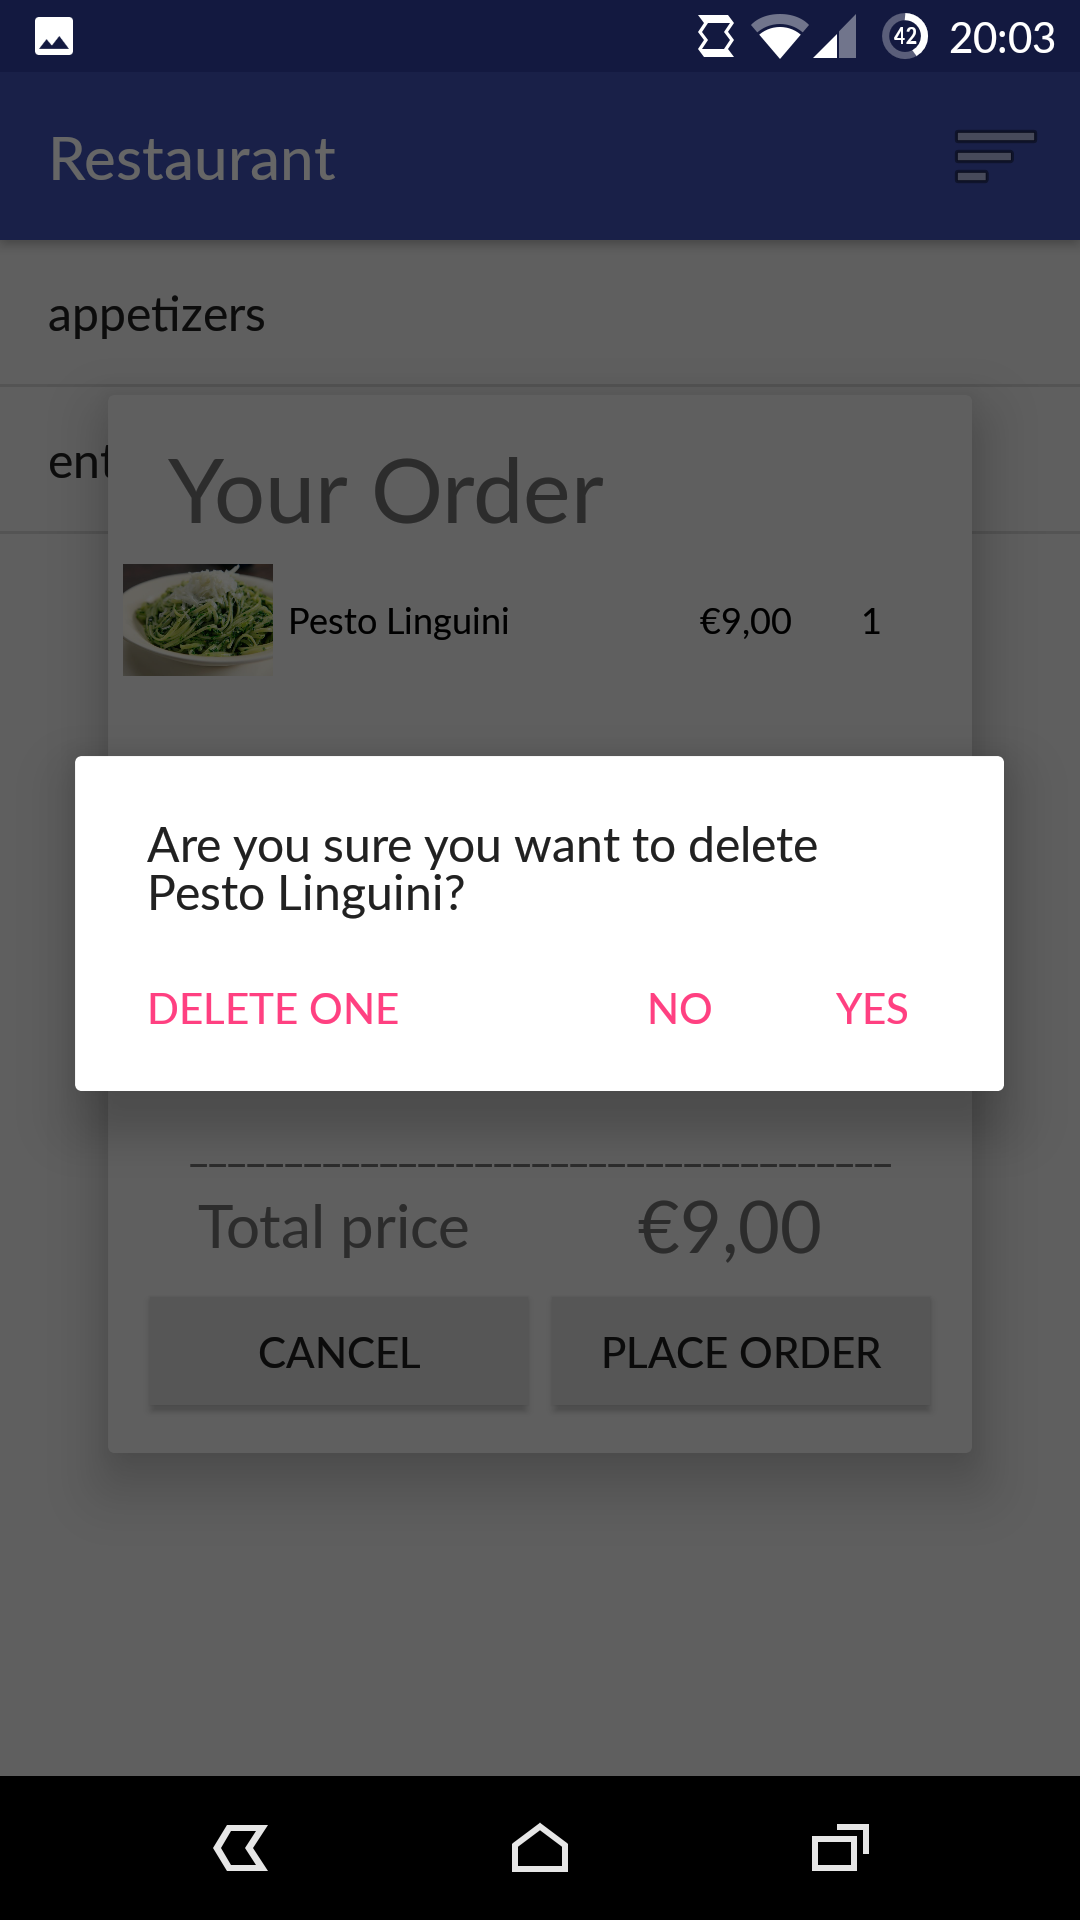 42 20:03
Restaurant
appetizers
ent
Your Order
Pesto Linguini €9,00 1
Are you sure you want to delete
Pesto Linguini?
DELETE ONE NO YES
Total price €9,00
CANCEL PLACE ORDER